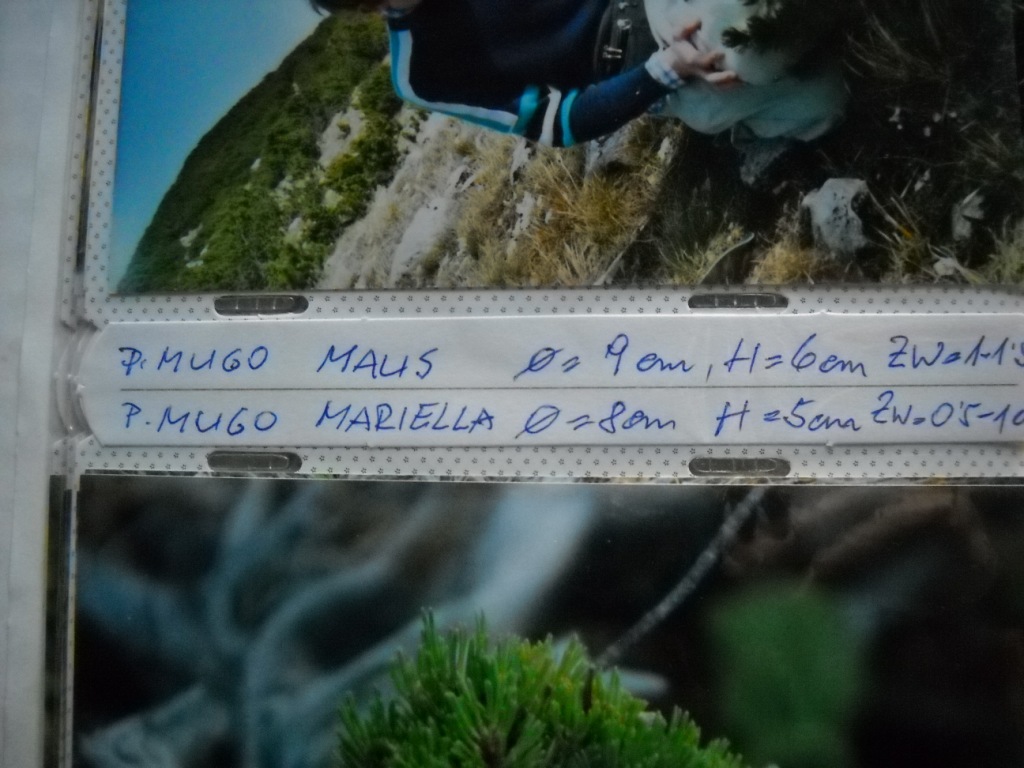 P. MUGO MAUS Ø = 9 cm, H = 6 cm ZW = 1-1'5
P. MUGO MARIELLA Ø = 8 cm H = 5 cm ZW = 0'5-10